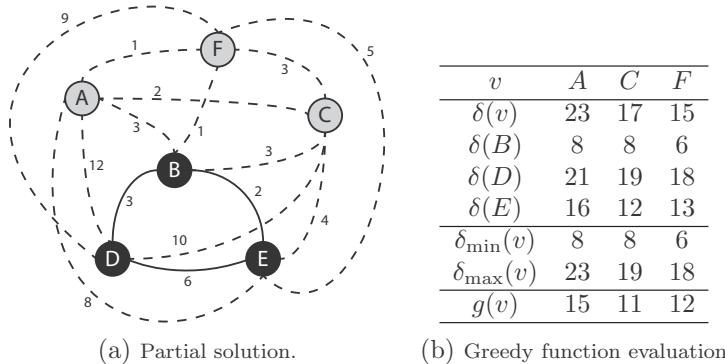 9
5
F
1
3
A
2
C
3
1
12
3
B
3
2
4
10
D
E
6
8
(a) Partial solution.
v A C F
δ(v) 23 17 15
δ(B) 8 8 6
δ(D) 21 19 18
δ(E) 16 12 13
δmin(v) 8 8 6
δmax(v) 23 19 18
g(v) 15 11 12
(b) Greedy function evaluation